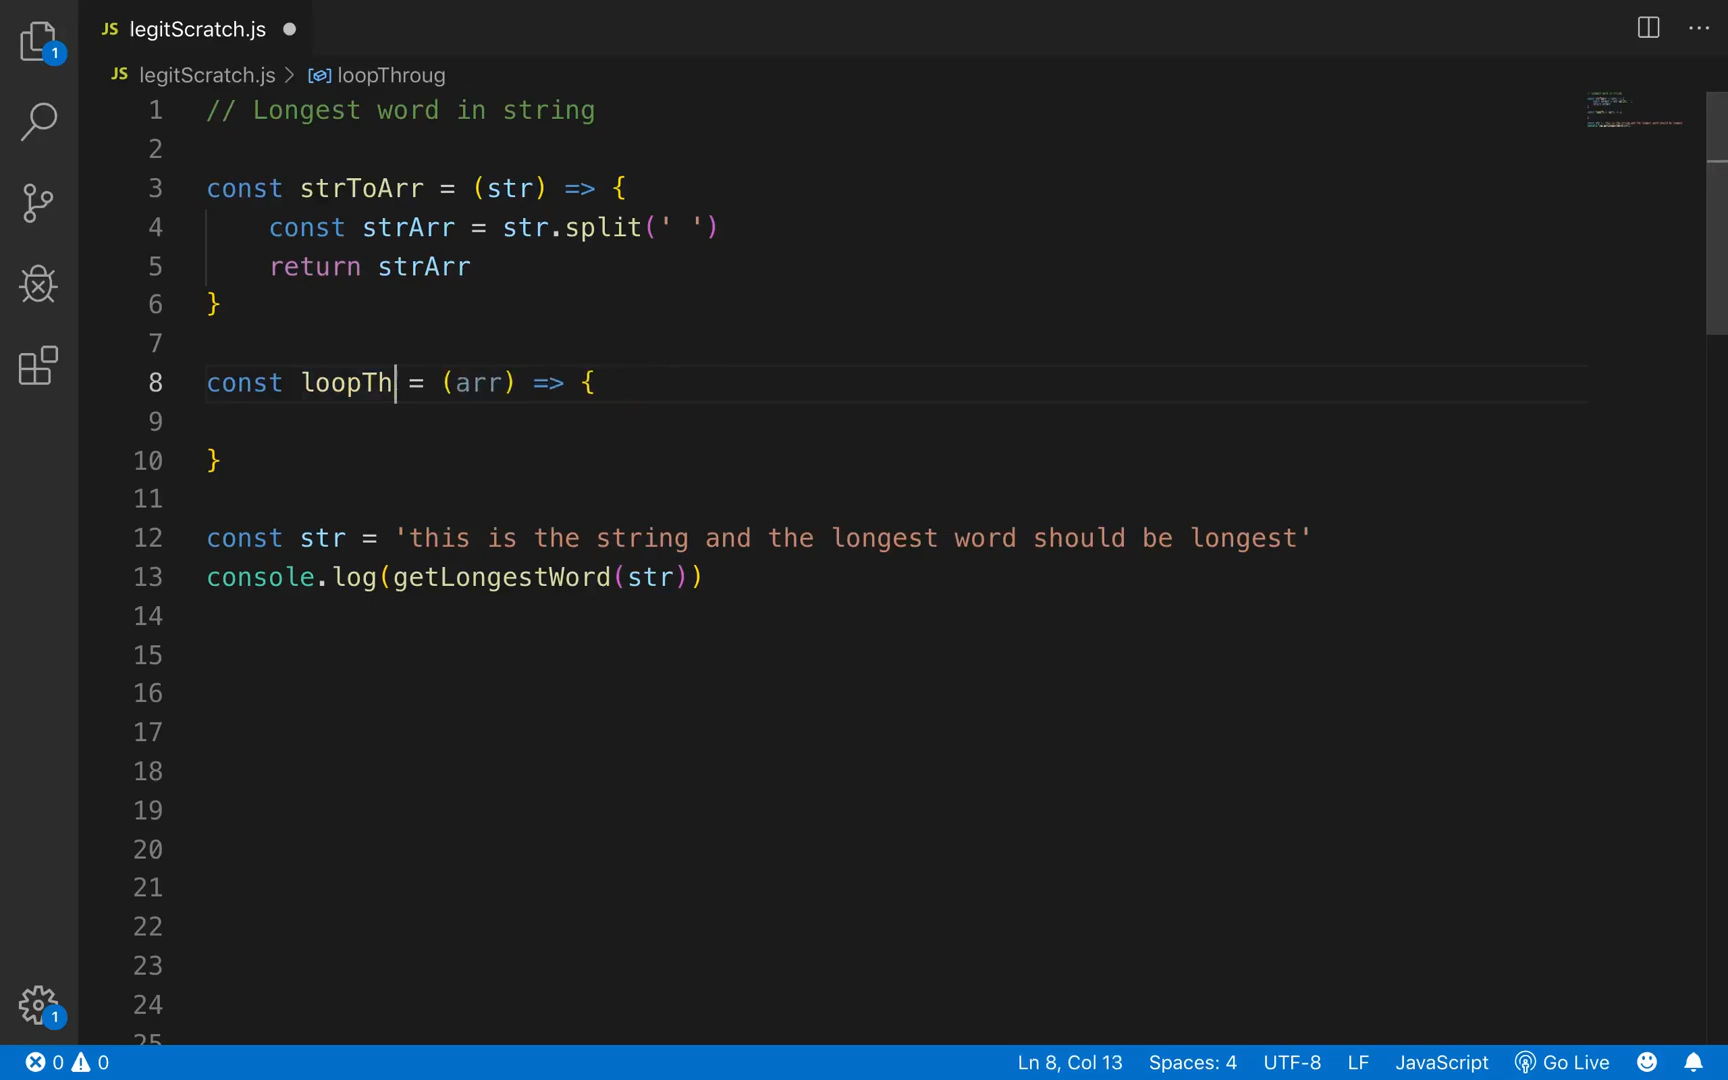 JS legitScratch.js
1
JS legitScratch.js > loopThroug
1 // Longest word in string
2
3 const strToArr = (str) => {
4 const strArr = str.split(' ')
5 return strArr
6 }
7
8 const loopTh = (arr) => {
9
10 }
11
12 const str = 'this is the string and the longest word should be longest'
13 console.log(getLongestWord(str))
14
15
16
17
18
19
20
21
22
23
24
25
1
0 0 Ln 8, Col 13 Spaces: 4 UTF-8 LF JavaScript Go Live